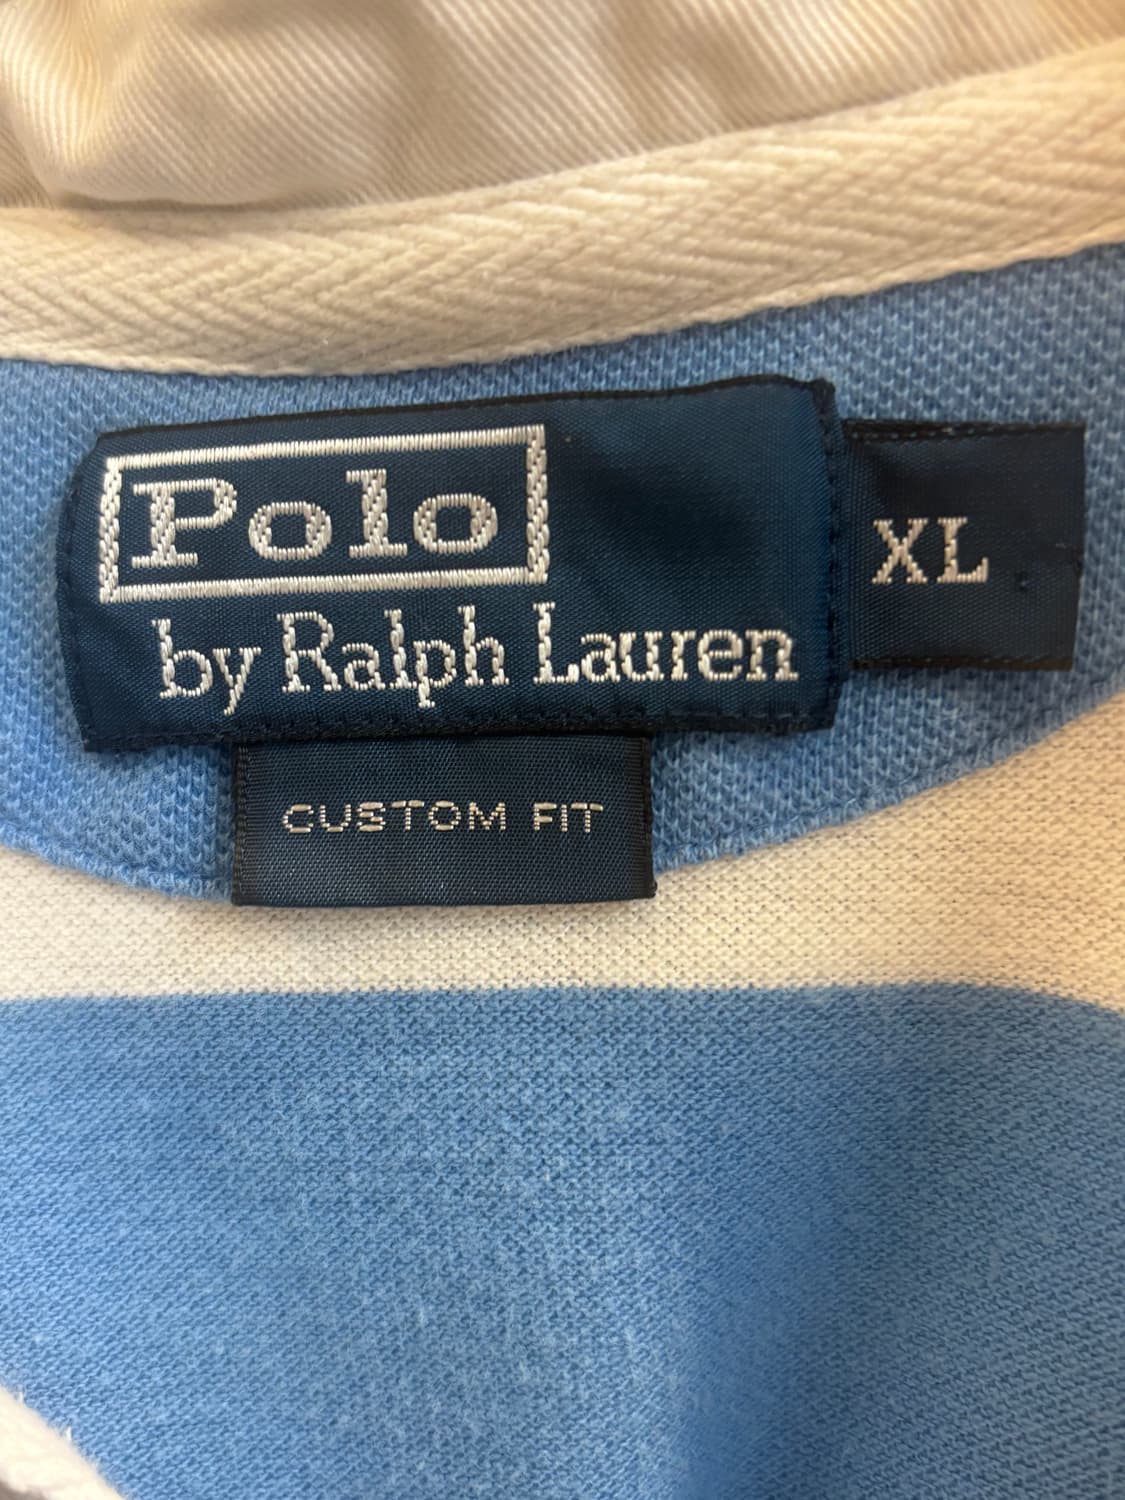 Polo
by Ralph Lauren
XL
CUSTOM FIT